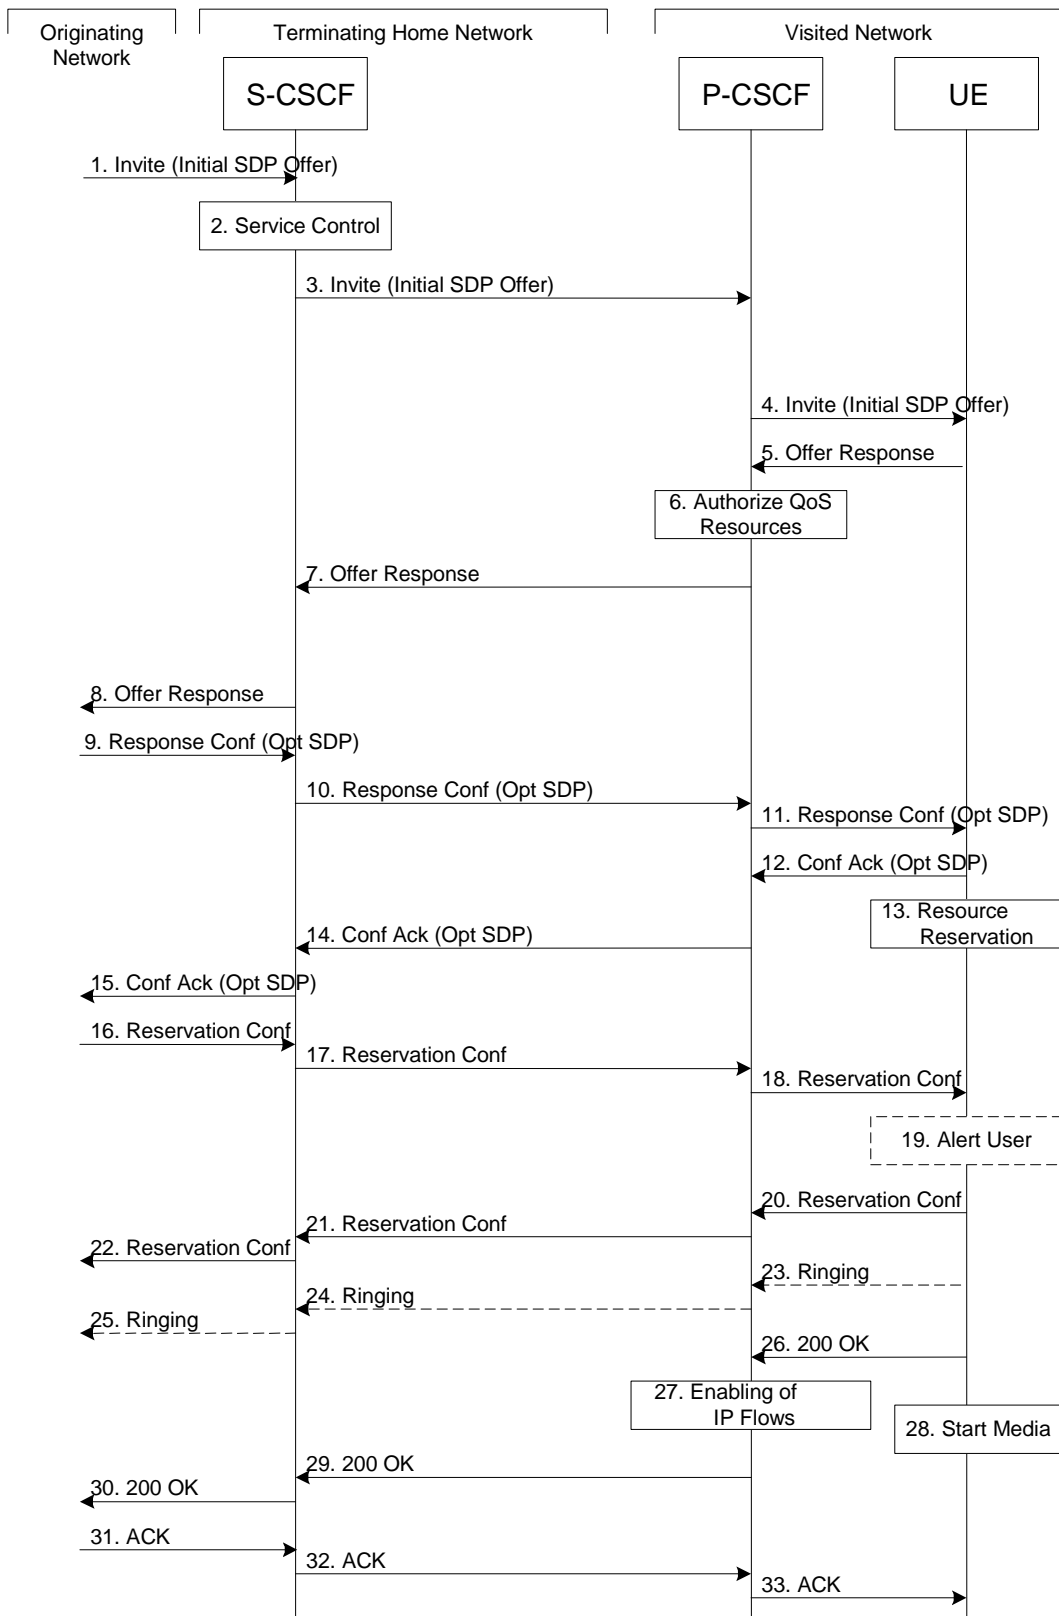 Originating
Network
Terminating Home Network
Visited Network
S-CSCF
P-CSCF
UE
1. Invite (Initial SDP Offer)
2. Service Control
3. Invite (Initial SDP Offer)
4. Invite (Initial SDP Offer)
5. Offer Response
6. Authorize QoS
Resources
7. Offer Response
8. Offer Response
9. Response Conf (Opt SDP)
10. Response Conf (Opt SDP)
11. Response Conf (Opt SDP)
12. Conf Ack (Opt SDP)
13. Resource
Reservation
14. Conf Ack (Opt SDP)
15. Conf Ack (Opt SDP)
16. Reservation Conf
17. Reservation Conf
18. Reservation Conf
19. Alert User
20. Reservation Conf
21. Reservation Conf
22. Reservation Conf
23. Ringing
24. Ringing
25. Ringing
26. 200 OK
27. Enabling of
IP Flows
28. Start Media
29. 200 OK
30. 200 OK
31. ACK
32. ACK
33. ACK